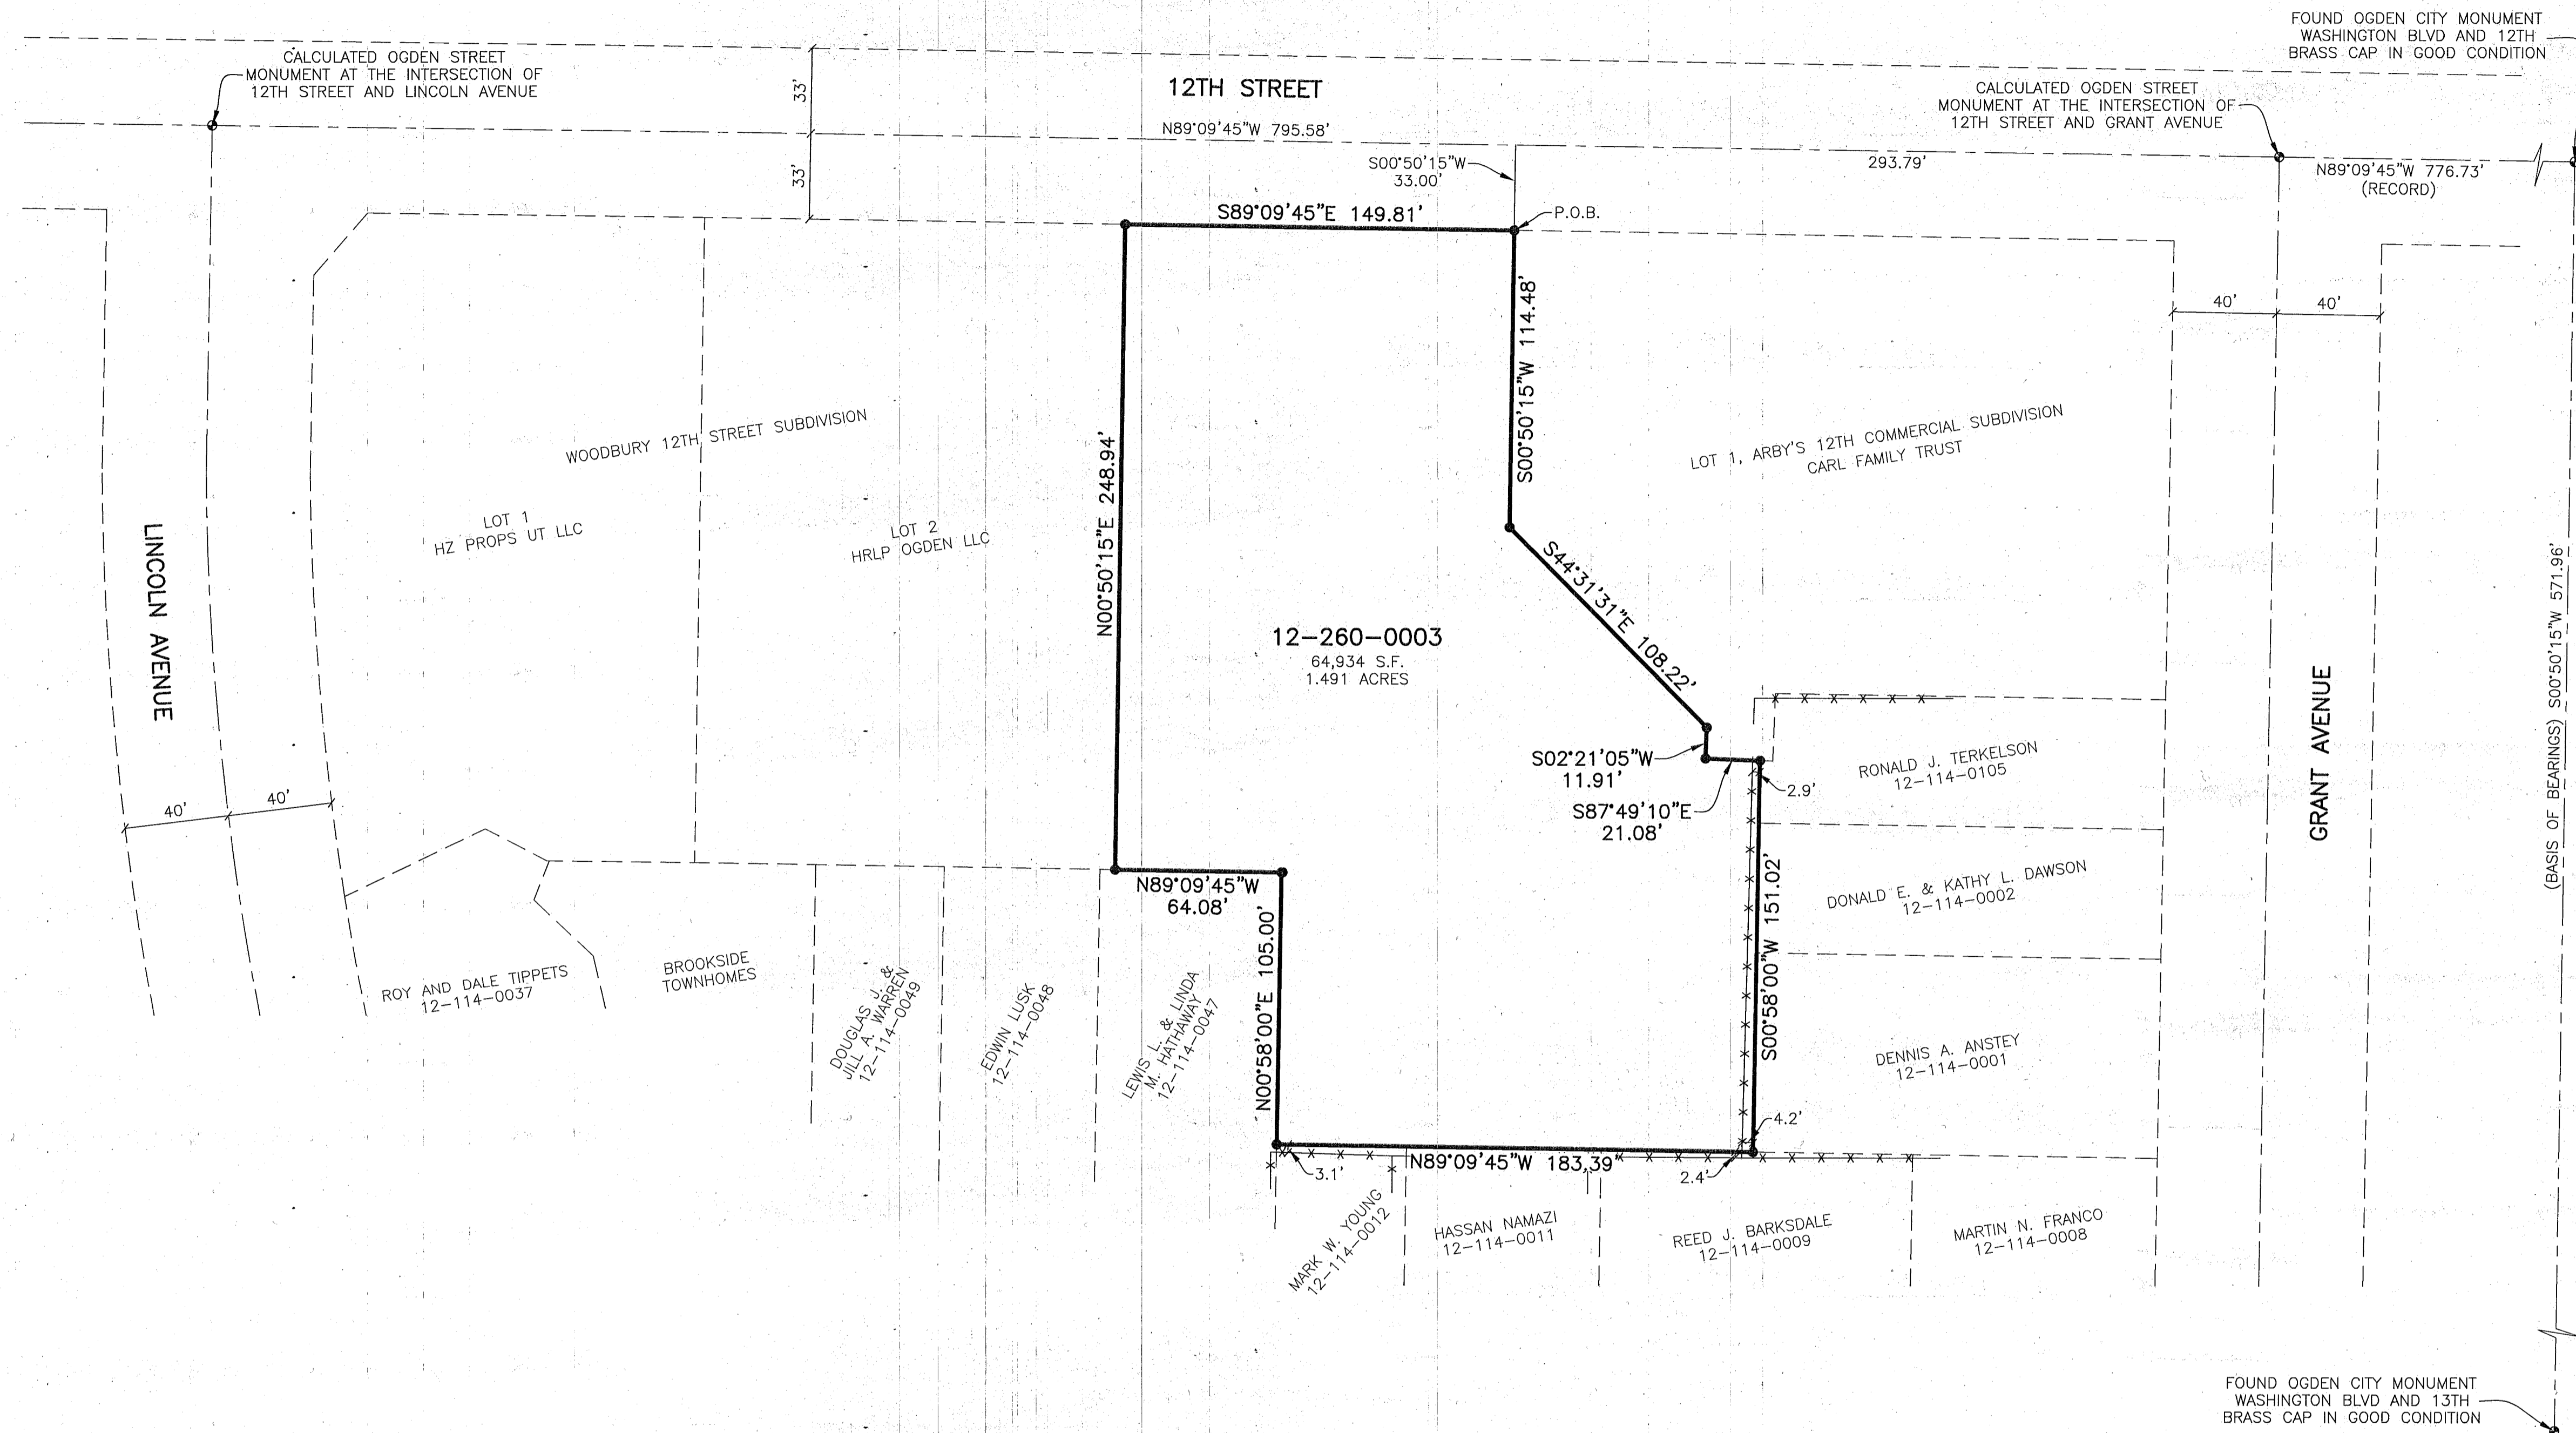 FOUND OGDEN CITY MONUMENT
WASHINGTON BLVD AND 12TH
BRASS CAP IN GOOD CONDITION
CALCULATED OGDEN STREET
MONUMENT AT THE INTERSECTION OF
12TH STREET AND LINCOLN AVENUE
33'
12TH STREET
N89°09'45"W 795.58'
CALCULATED OGDEN STREET
MONUMENT AT THE INTERSECTION OF
12TH STREET AND GRANT AVENUE
33'
S00°50'15"W
33.00'
293.79'
N89°09'45"W 776.73'
(RECORD)
S89°09'45"E 149.81'
P.O.B.
40'
40'
S00°50'15"W 114.48'
WOODBURY 12TH STREET SUBDIVISION
LOT 1, ARBY'S 12TH COMMERCIAL SUBDIVISION
CARL FAMILY TRUST
LOT 1
HZ PROPS UT LLC
LOT 2
HRLP OGDEN LLC
N00°50'15"E 248.94'
LINCOLN AVENUE
S44°31'31"E 108.22'
12-260-0003
64,934 S.F.
1.491 ACRES
(BASIS OF BEARINGS) S00°50'15"W 571.96'
GRANT AVENUE
S02°21'05"W
11.91'
RONALD J. TERKELSON
12-114-0105
2.9'
S87°49'10"E
21.08'
40'
40'
N89°09'45"W
64.08'
DONALD E. & KATHY L. DAWSON
12-114-0002
S00°58'00"W 151.02'
N00°58'00"E 105.00'
ROY AND DALE TIPPETS
12-114-0037
BROOKSIDE
TOWNHOMES
DOUGLAS J. &
JILL A. WARREN
12-114-0049
EDWIN LUSK
12-114-0048
LEWIS L. & LINDA
M. HATHAWAY
12-114-0047
DENNIS A. ANSTEY
12-114-0001
4.2'
N89°09'45"W 183.39'
3.1'
2.4'
MARK W. YOUNG
12-114-0012
HASSAN NAMAZI
12-114-0011
REED J. BARKSDALE
12-114-0009
MARTIN N. FRANCO
12-114-0008
FOUND OGDEN CITY MONUMENT
WASHINGTON BLVD AND 13TH
BRASS CAP IN GOOD CONDITION